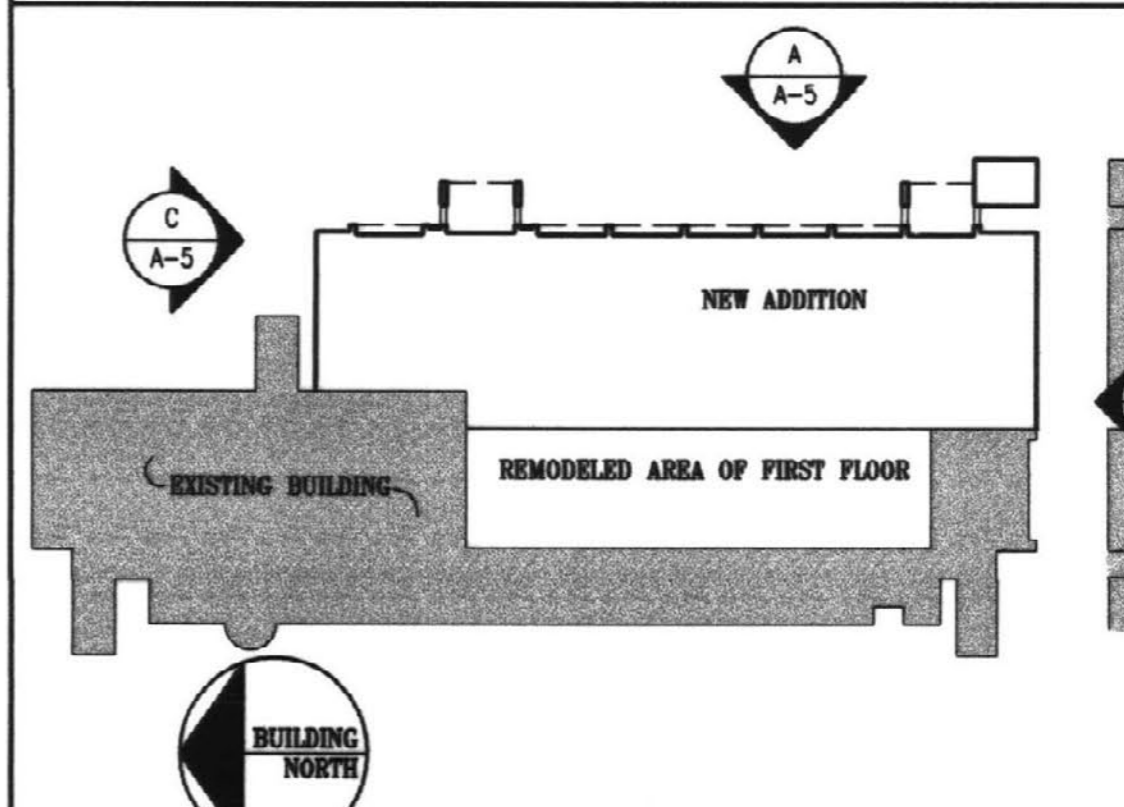 A
A-5
C
A-5
NEW ADDITION
EXISTING BUILDING
REMODELED AREA OF FIRST FLOOR
BUILDING
NORTH